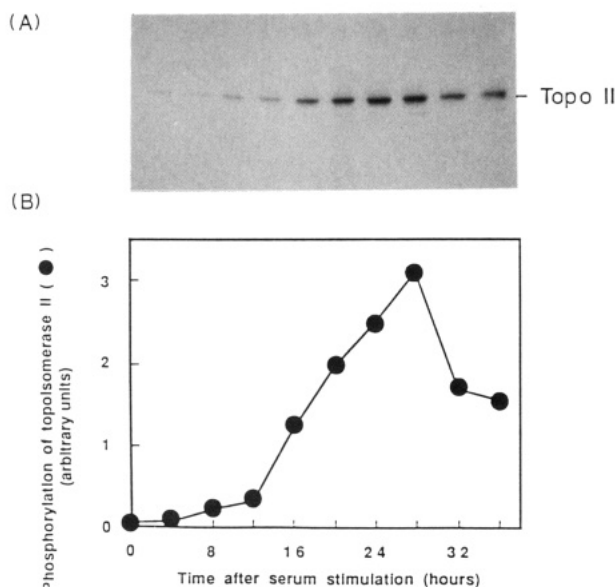 (A)
Topo II
(B)
Phosphorylation of topoisomerase II ( ● )
(arbitrary units)
3
2
1
0
0 8 16 24 32
Time after serum stimulation (hours)